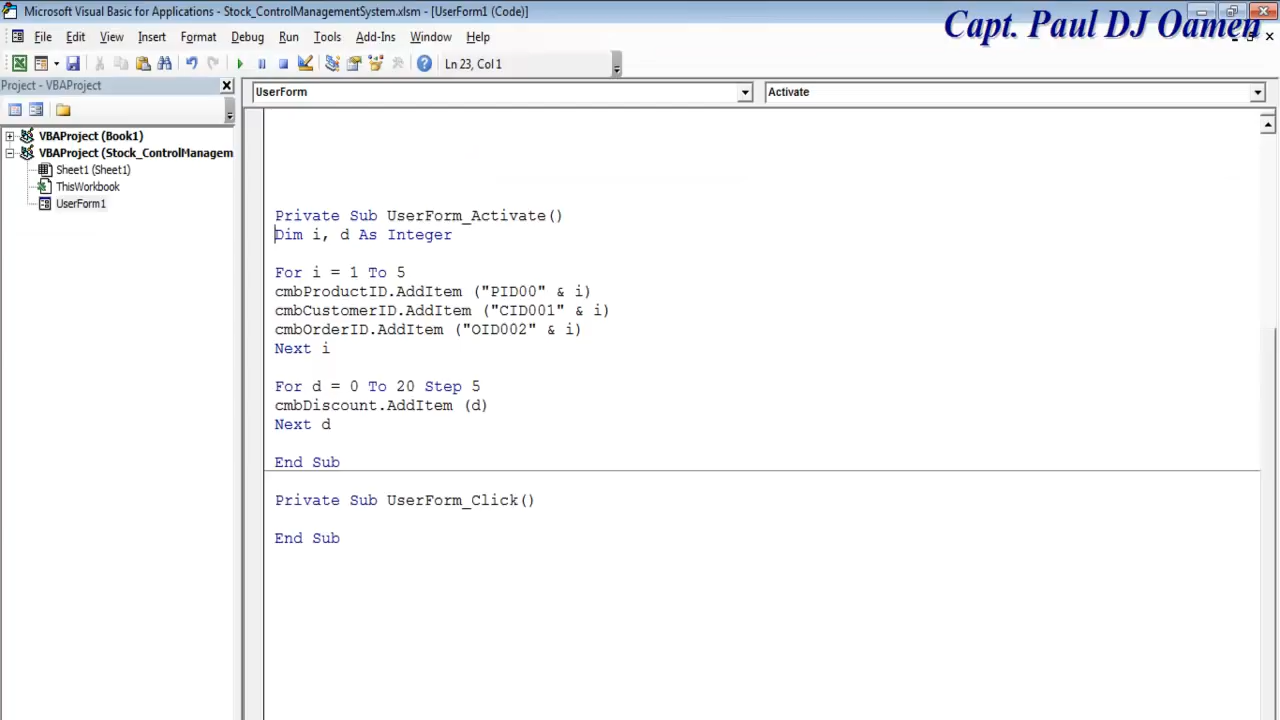 Microsoft Visual Basic for Applications - Stock_ControlManagementSystem.xlsm - [UserForm1 (Code)]
Capt. Paul DJ Oamen
File Edit View Insert Format Debug Run Tools Add-Ins Window Help
Ln 23, Col 1
Project - VBAProject
UserForm Activate
VBAProject (Book1)
VBAProject (Stock_ControlManagem
Sheet1 (Sheet1)
ThisWorkbook
UserForm1
Private Sub UserForm_Activate()
Dim i, d As Integer
For i = 1 To 5
cmbProductID.AddItem ("PID00" & i)
cmbCustomerID.AddItem ("CID001" & i)
cmbOrderID.AddItem ("OID002" & i)
Next i
For d = 0 To 20 Step 5
cmbDiscount.AddItem (d)
Next d
End Sub
Private Sub UserForm_Click()
End Sub